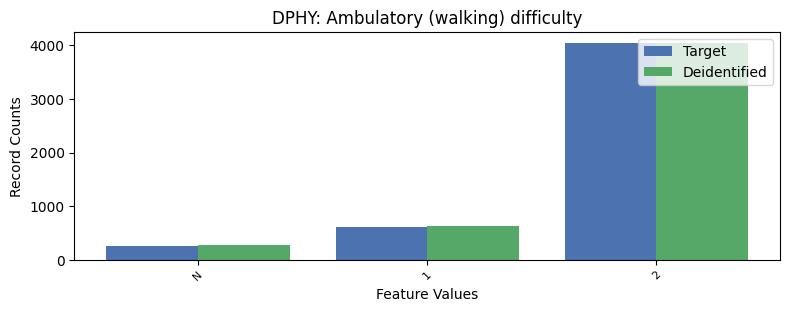 DPHY: Ambulatory (walking) difficulty
Target
Deidentified
Record Counts
4000
3000
2000
1000
0
N
1
2
Feature Values